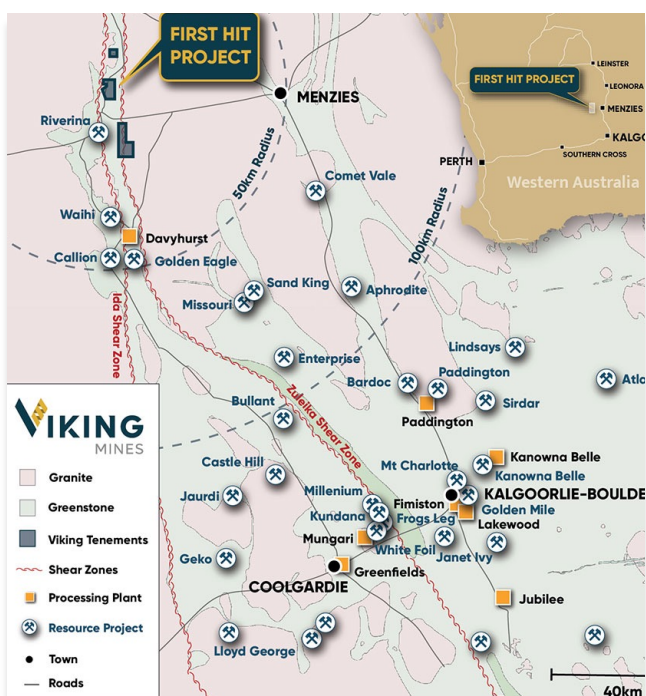 FIRST HIT
PROJECT
MENZIES
Riverina
50km Radius
Comet Vale
100km Radius
Waihi
Davyhurst
Callion
Golden Eagle
Ida Shear Zone
Sand King
Missouri
Aphrodite
Enterprise
Lindsays
Bardoc
Paddington
Sirdar
Paddington
Zuleika Shear Zone
Bullant
Castle Hill
Jaurdi
Mt Charlotte
Kanowna Belle
Kanowna Belle
Millenium
Fimiston
KALGOORLIE-BOULDE
Golden Mile
Kundana
Frogs Leg
Lakewood
Mungari
White Foil
Janet Ivy
Geko
Greenfields
COOLGARDIE
Jubilee
Lloyd George
40km
LEINSTER
LEONORA
FIRST HIT PROJECT
MENZIES
KALGO
SOUTHERN CROSS
PERTH
Western Australia
VIKING
MINES
Granite
Greenstone
Viking Tenements
Shear Zones
Processing Plant
Resource Project
Town
Roads